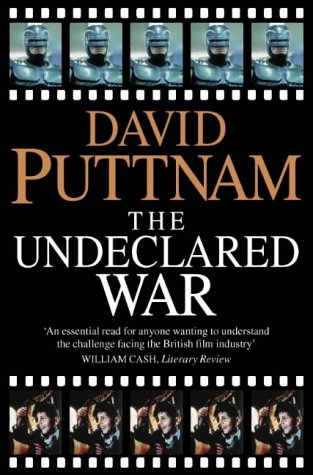 DAVID
PUTTNAM
THE
UNDECLARED
WAR
'An essential read for anyone wanting to understand
the challenge facing the British film industry'
WILLIAM CASH, Literary Review